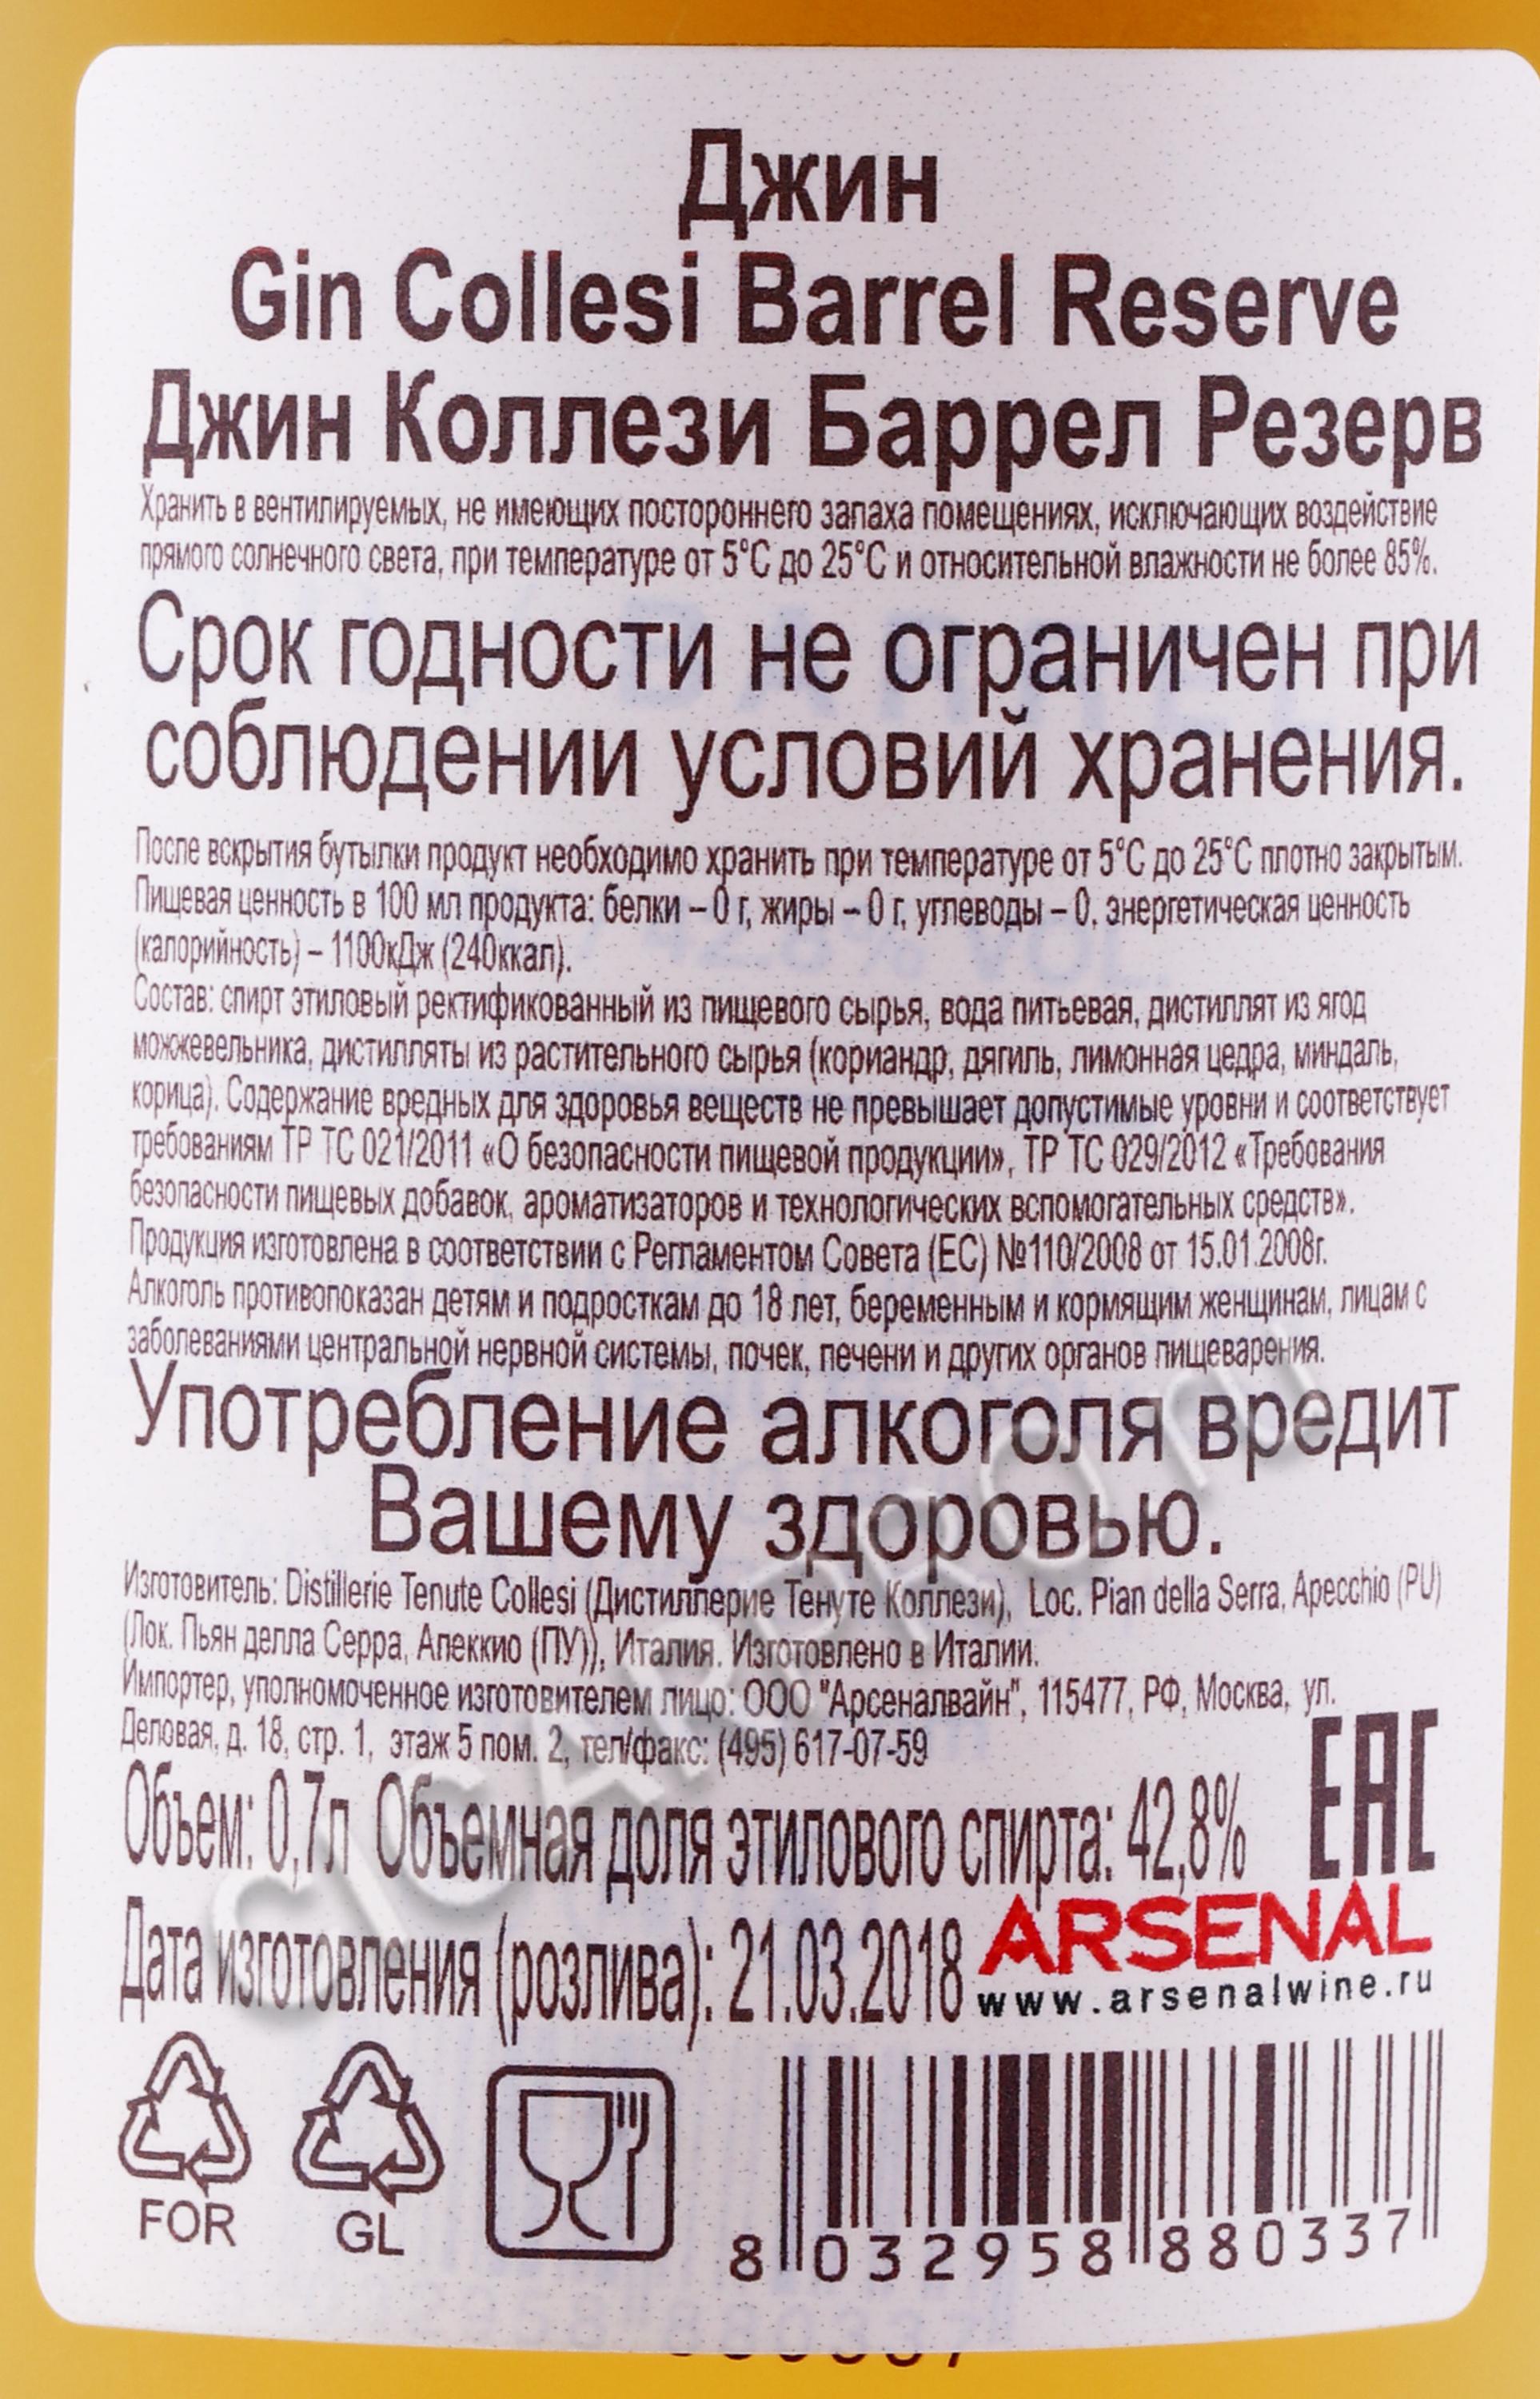 Джин
Gin Collesi Barrel Reserve
Джин Коллези Баррел Резерв
Хранить в вентилируемых, не имеющих постороннего запаха помещениях, исключающих воздействие
прямого солнечного света, при температуре от 5°С до 25°С и относительной влажности не более 85%.
Срок годности не ограничен при
соблюдении условий хранения.
После вскрытия бутылки продукт необходимо хранить при температуре от 5°С до 25°С плотно закрытым.
Пищевая ценность в 100 мл продукта: белки – 0 г, жиры – 0 г, углеводы – 0, энергетическая ценность
(калорийность) – 1100кДж (240ккал).
Состав: спирт этиловый ректификованный из пищевого сырья, вода питьевая, дистиллят из ягод
можжевельника, дистилляты из растительного сырья (кориандр, дягиль, лимонная цедра, миндаль,
корица). Содержание вредных для здоровья веществ не превышает допустимые уровни и соответствует
требованиям ТР ТС 021/2011 «О безопасности пищевой продукции», ТР ТС 029/2012 «Требования
безопасности пищевых добавок, ароматизаторов и технологических вспомогательных средств».
Продукция изготовлена в соответствии с Регламентом Совета (ЕС) №110/2008 от 15.01.2008г.
Алкоголь противопоказан детям и подросткам до 18 лет, беременным и кормящим женщинам, лицам с
заболеваниями центральной нервной системы, почек, печени и других органов пищеварения.
Употребление алкоголя вредит
Вашему здоровью.
Изготовитель: Distillerie Tenute Collesi (Дистиллерие Тенуте Коллези), Loc. Pian della Serra, Apecchio (PU)
(Лок. Пьян делла Серра, Апеккио (ПУ)), Италия. Изготовлено в Италии.
Импортер, уполномоченное изготовителем лицо: ООО "Арсеналвайн", 115477, РФ, Москва, ул.
Деловая, д. 18, стр. 1, этаж 5 пом. 2, тел/факс: (495) 617-07-59
Объем: 0,7л Объемная доля этилового спирта: 42,8%
EAC
Дата изготовления (розлива): 21.03.2018
ARSENAL
www.arsenalwine.ru
FOR
GL
8 032958 880337
CIGARPRO.ru